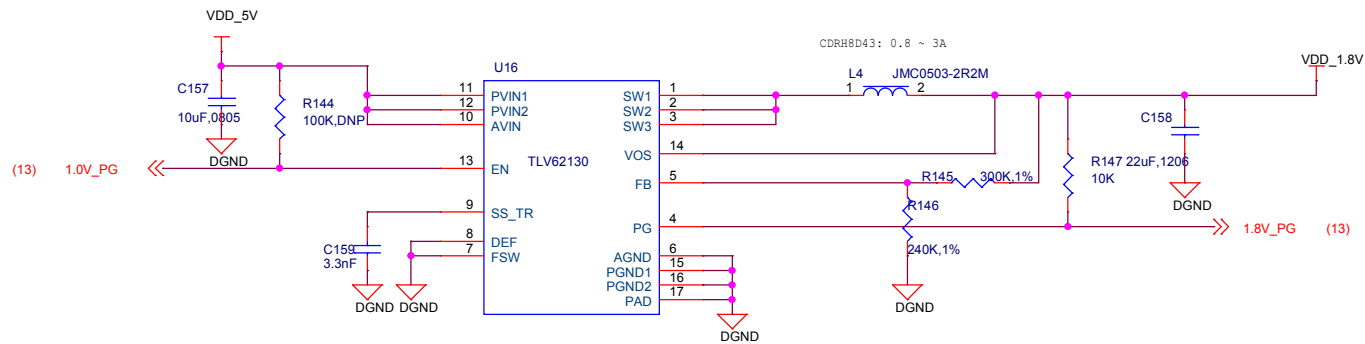 VDD_5V
CDRH8D43: 0.8 ~ 3A
VDD_1.8V
U16
L4 JMC0503-2R2M
C157
10uF,0805
R144
100K,DNP
DGND
11 PVIN1
12 PVIN2
10 AVIN
SW1 1
SW2 2
SW3 3
1 2
C158
22uF,1206
DGND
VOS 14
(13) 1.0V_PG
13 EN
TLV62130
FB 5
R145 300K,1%
R147
10K
R146
240K,1%
9 SS_TR
PG 4
1.8V_PG (13)
8 DEF
7 FSW
C159
3.3nF
AGND 6
PGND1 15
PGND2 16
PAD 17
DGND
DGND
DGND
DGND